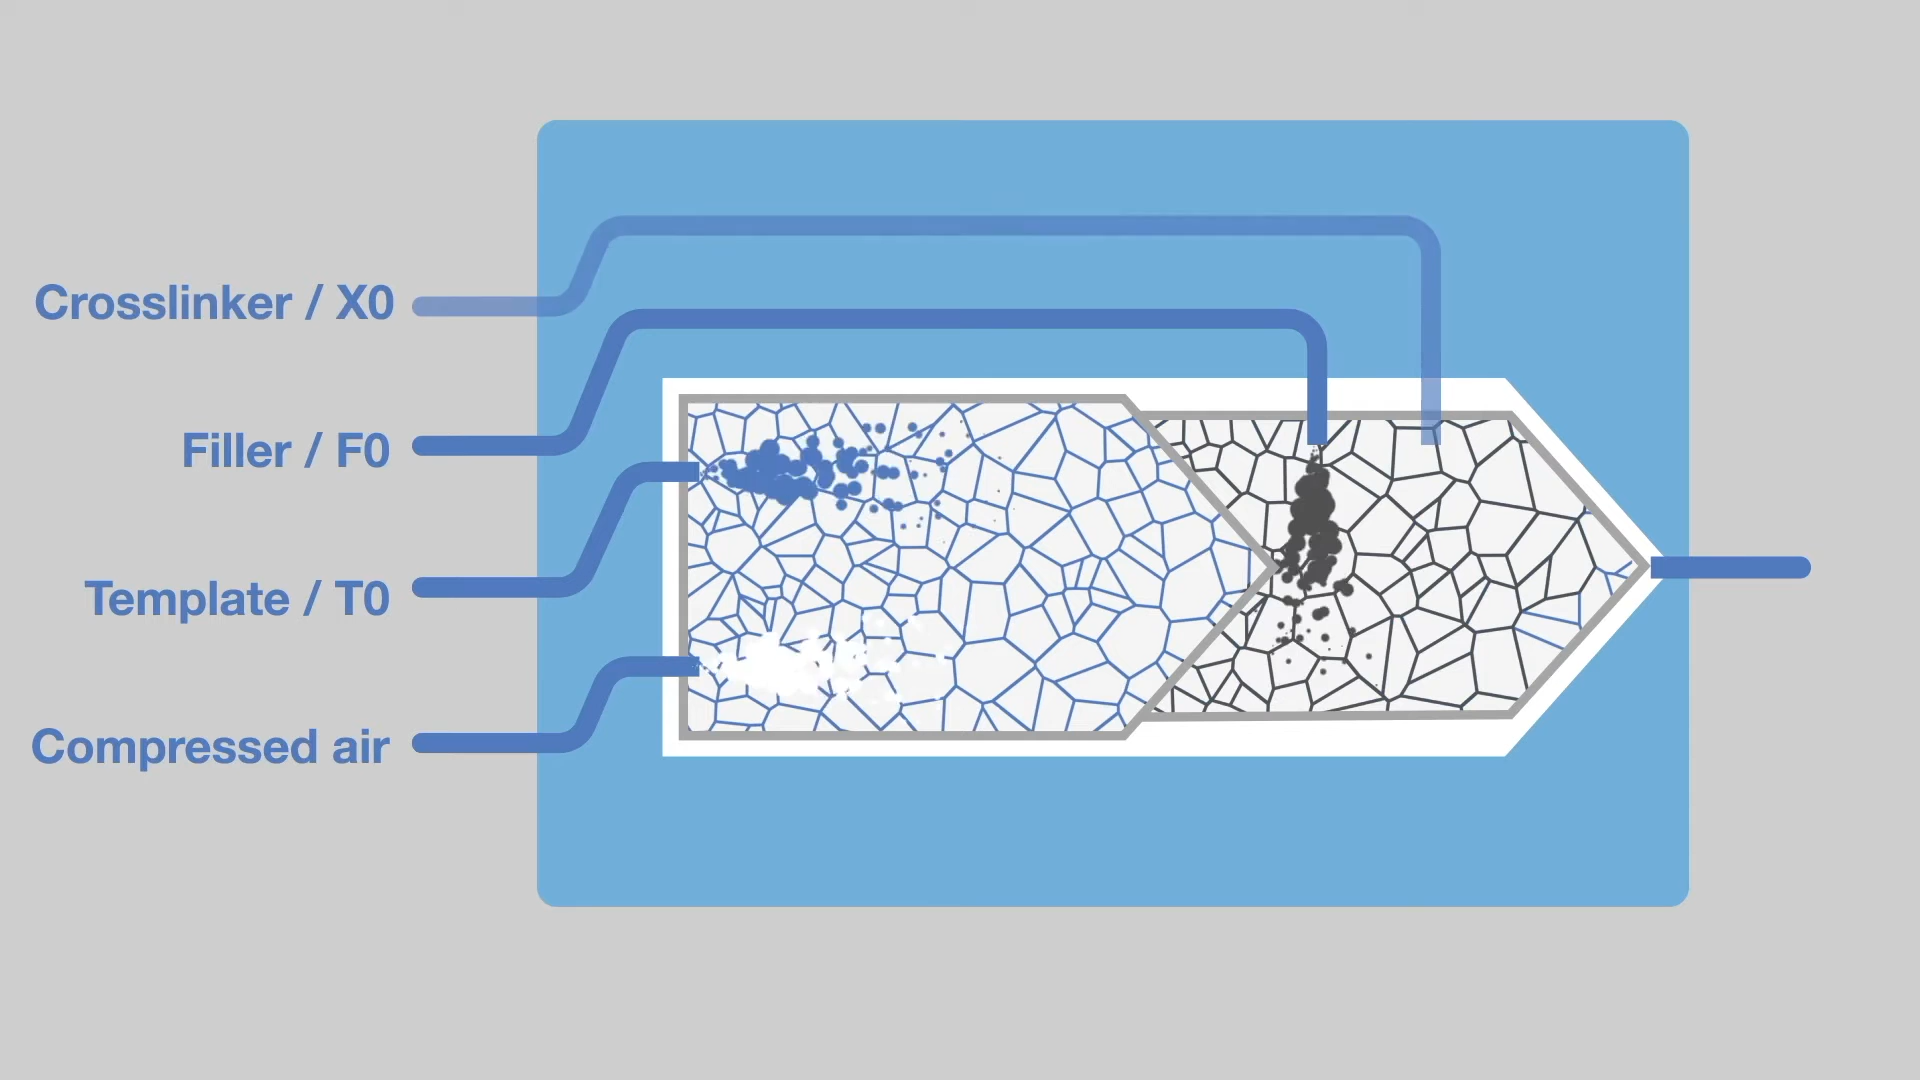 Crosslinker / X0
Filler / F0
Template / T0
Compressed air